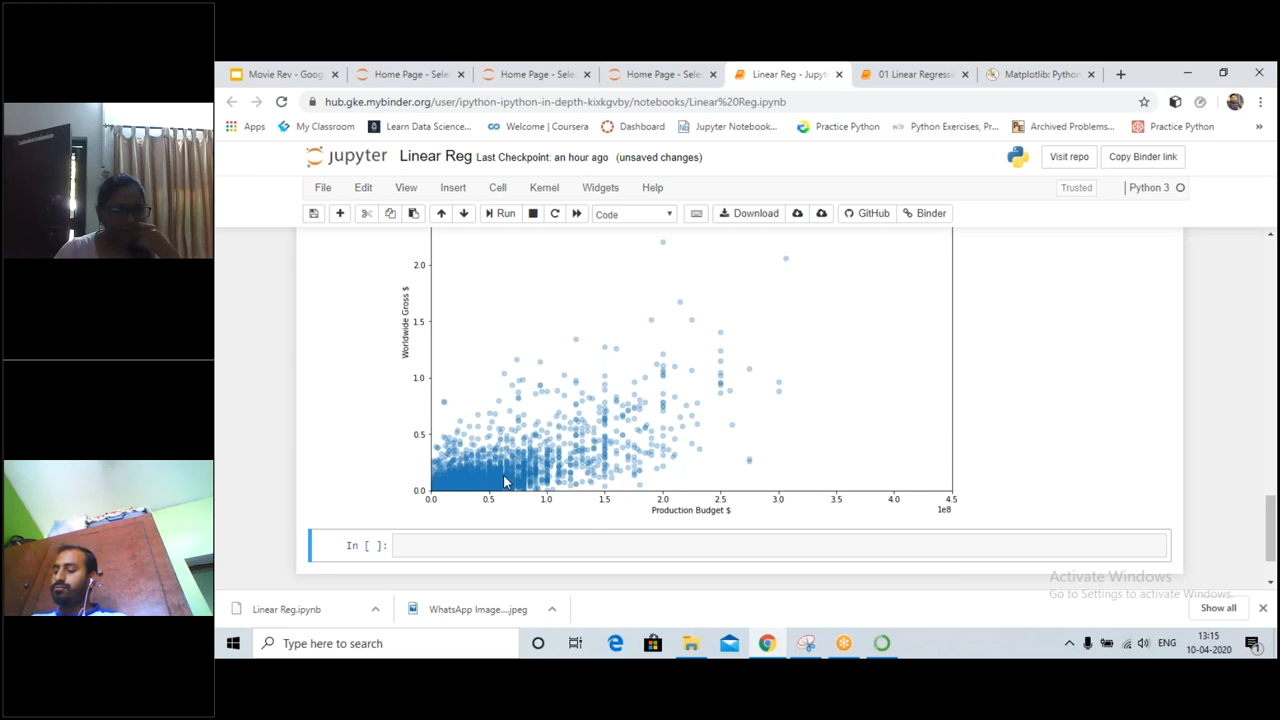 Movie Rev - Goog
Home Page - Sele
Home Page - Sele
Home Page - Sele
Linear Reg - Jupyt
01 Linear Regress
Matplotlib: Python
hub.gke.mybinder.org/user/ipython-ipython-in-depth-kixkgvby/notebooks/Linear%20Reg.ipynb
Apps
My Classroom
Learn Data Science...
Welcome | Coursera
Dashboard
Jupyter Notebook...
Practice Python
Python Exercises, Pr...
Archived Problems...
Practice Python
»
jupyter Linear Reg Last Checkpoint: an hour ago (unsaved changes)
Visit repo
Copy Binder link
File Edit View Insert Cell Kernel Widgets Help
Trusted
Python 3
Run
Code
Download
GitHub
Binder
2.0
1.5
1.0
0.5
0.0
Worldwide Gross $
0.0 0.5 1.0 1.5 2.0 2.5 3.0 3.5 4.0 4.5
Production Budget $
1e8
In [ ]:
Activate Windows
Go to Settings to activate Windows.
Linear Reg.ipynb
WhatsApp Image....jpeg
Show all
Type here to search
ENG
13:15
10-04-2020
1